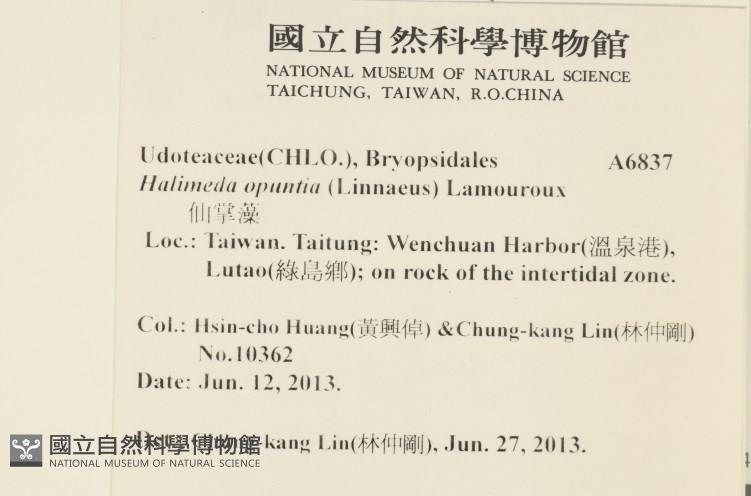 國立自然科學博物館
NATIONAL MUSEUM OF NATURAL SCIENCE
TAICHUNG, TAIWAN, R.O.CHINA
Udoteaceae(CHLO.), Bryopsidales A6837
Halimeda opuntia (Linnaeus) Lamouroux
仙掌藻
Loc.: Taiwan. Taitung: Wenchuan Harbor(溫泉港),
Lutao(綠島鄉); on rock of the intertidal zone.
Col.: Hsin-cho Huang(黃興倬) &Chung-kang Lin(林仲剛)
No.10362
Date: Jun. 12, 2013.
-kang Lin(林仲剛), Jun. 27, 2013.
國立自然科學博物館
NATIONAL MUSEUM OF NATURAL SCIENCE